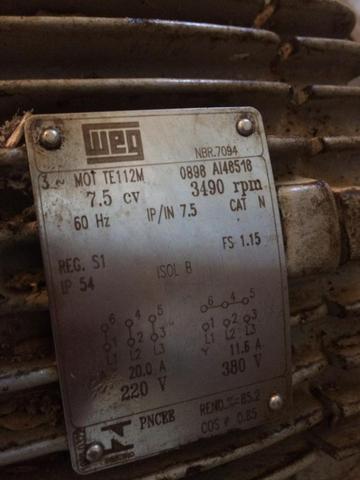 WEG
NBR.7094
3~ MOT TE112M 0898 AI48518
7.5 cv 3490 rpm
60 Hz IP/IN 7.5 CAT N
FS 1.15
REG. S1 ISOL B
IP 54
6 4 5 6 4 5
1 2 3 1 2 3
L1 L2 L3 L1 L2 L3
20.0 A Y 11.6 A
220 V 380 V
PNCEE REND.%=85.2
COS φ 0.85